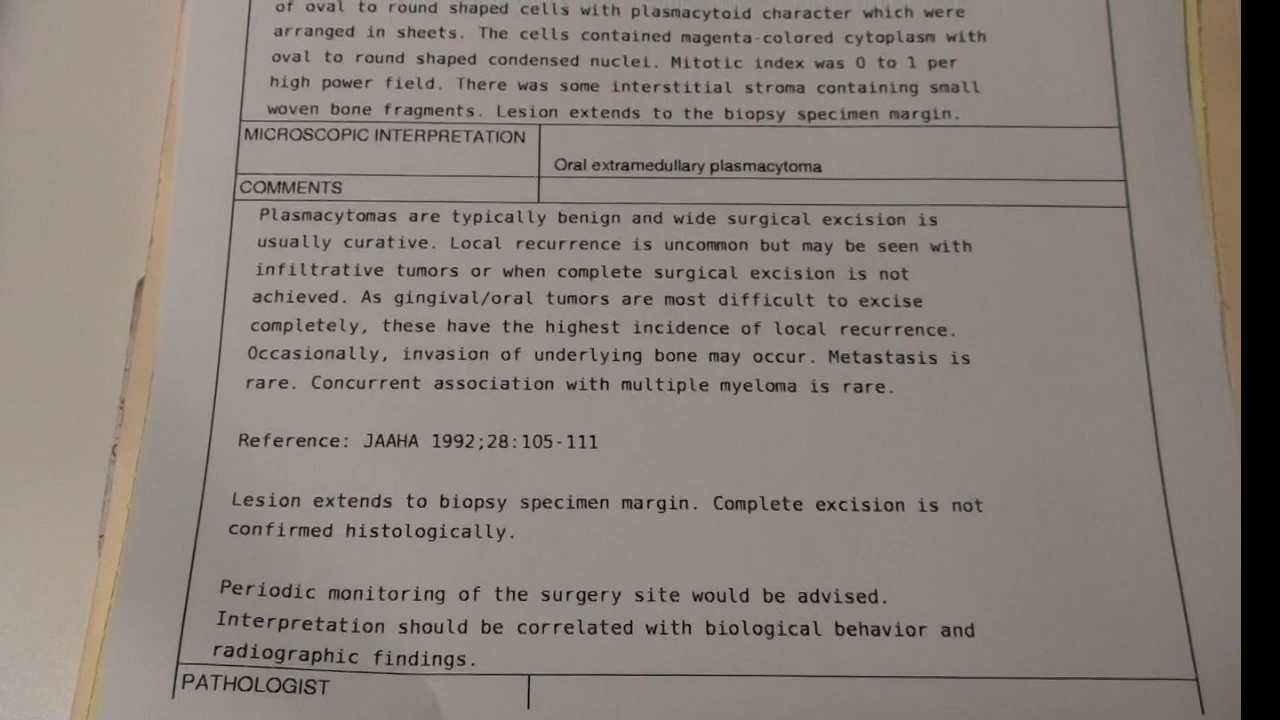 of oval to round shaped cells with plasmacytoid character which were
arranged in sheets. The cells contained magenta-colored cytoplasm with
oval to round shaped condensed nuclei. Mitotic index was 0 to 1 per
high power field. There was some interstitial stroma containing small
woven bone fragments. Lesion extends to the biopsy specimen margin.
MICROSCOPIC INTERPRETATION
Oral extramedullary plasmacytoma
COMMENTS
Plasmacytomas are typically benign and wide surgical excision is
usually curative. Local recurrence is uncommon but may be seen with
infiltrative tumors or when complete surgical excision is not
achieved. As gingival/oral tumors are most difficult to excise
completely, these have the highest incidence of local recurrence.
Occasionally, invasion of underlying bone may occur. Metastasis is
rare. Concurrent association with multiple myeloma is rare.
Reference: JAAHA 1992;28:105-111
Lesion extends to biopsy specimen margin. Complete excision is not
confirmed histologically.
Periodic monitoring of the surgery site would be advised.
Interpretation should be correlated with biological behavior and
radiographic findings.
PATHOLOGIST